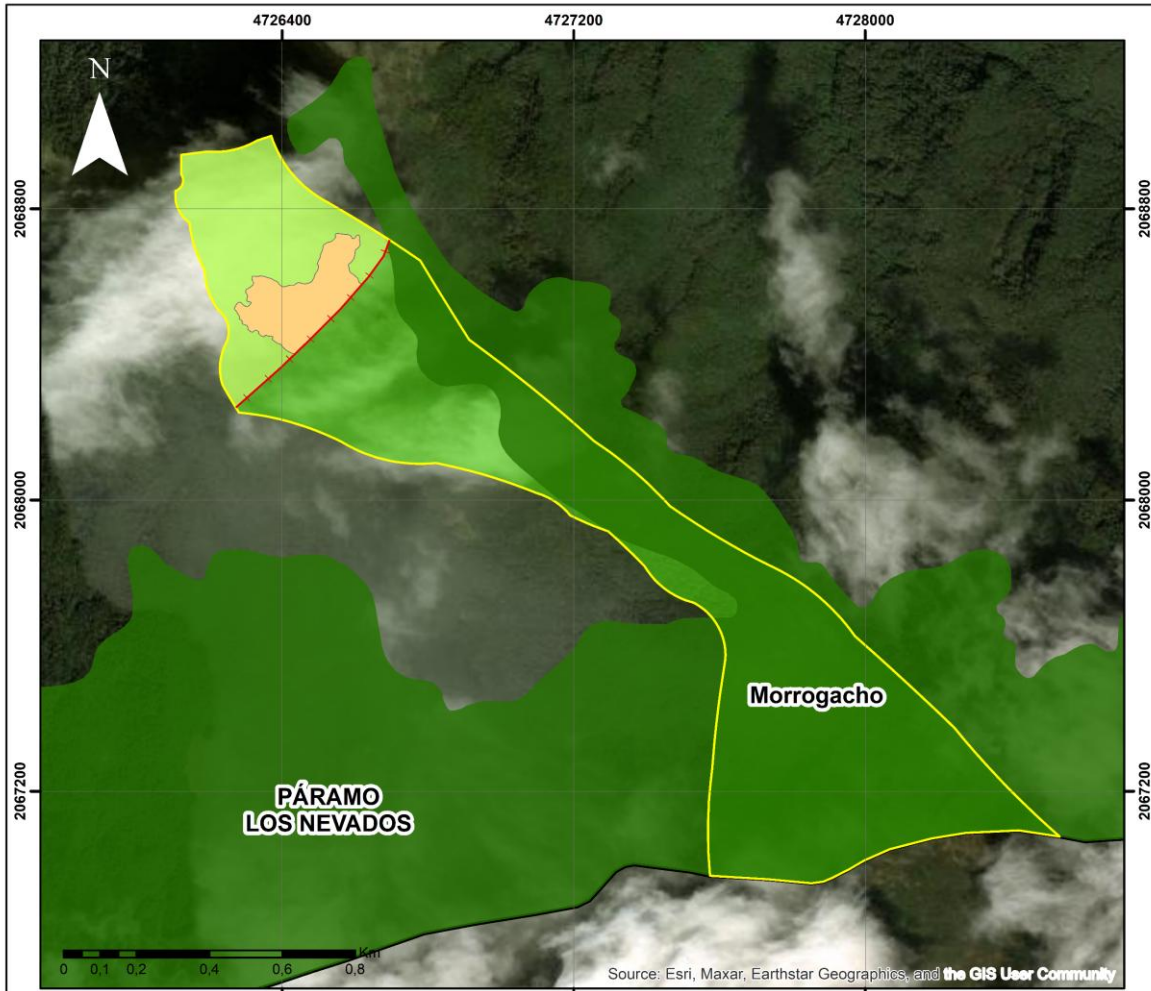 4726400 4727200 4728000
N
2068800 2068800
2068000 2068000
Morrogacho
2067200 2067200
PÁRAMO
LOS NEVADOS
Km
0 0,1 0,2 0,4 0,6 0,8
Source: Esri, Maxar, Earthstar Geographics, and the GIS User Community